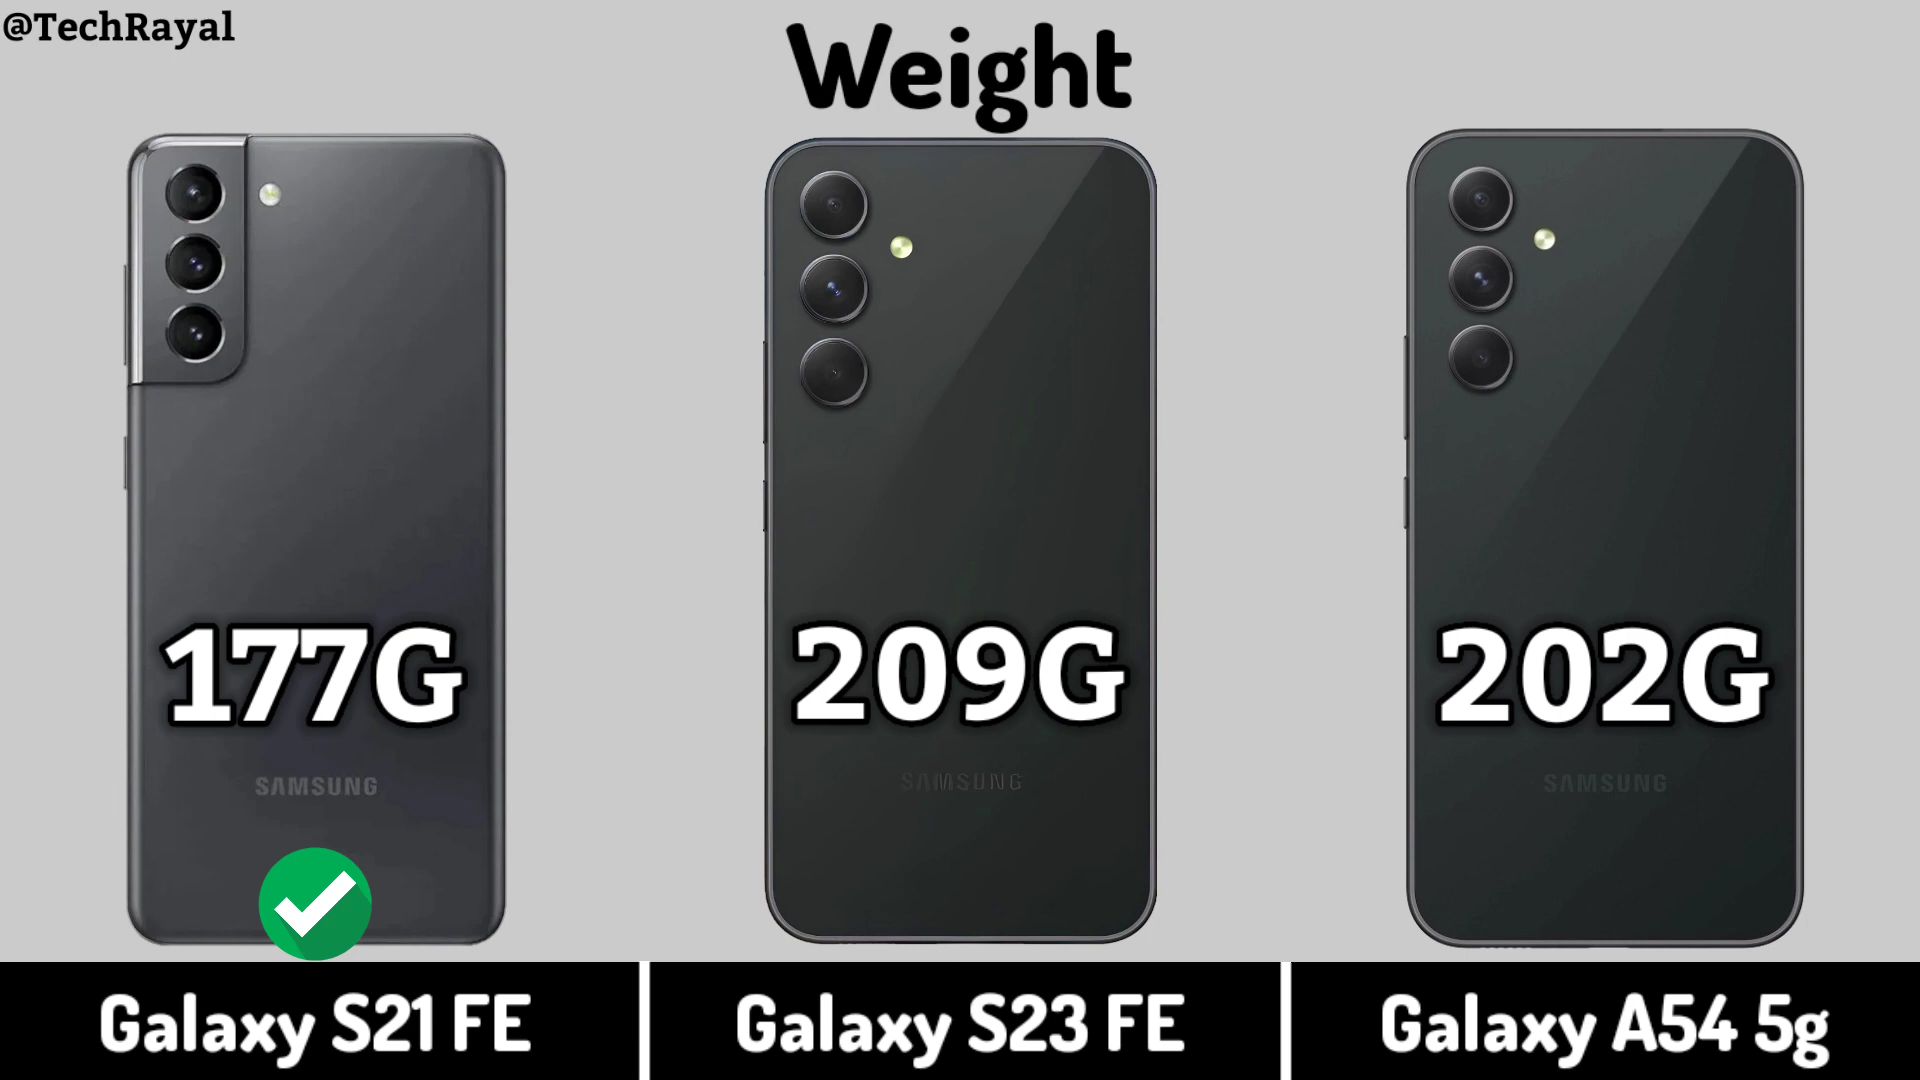 @TechRayal
Weight
177G
209G
202G
SAMSUNG
SAMSUNG
SAMSUNG
Galaxy S21 FE
Galaxy S23 FE
Galaxy A54 5g